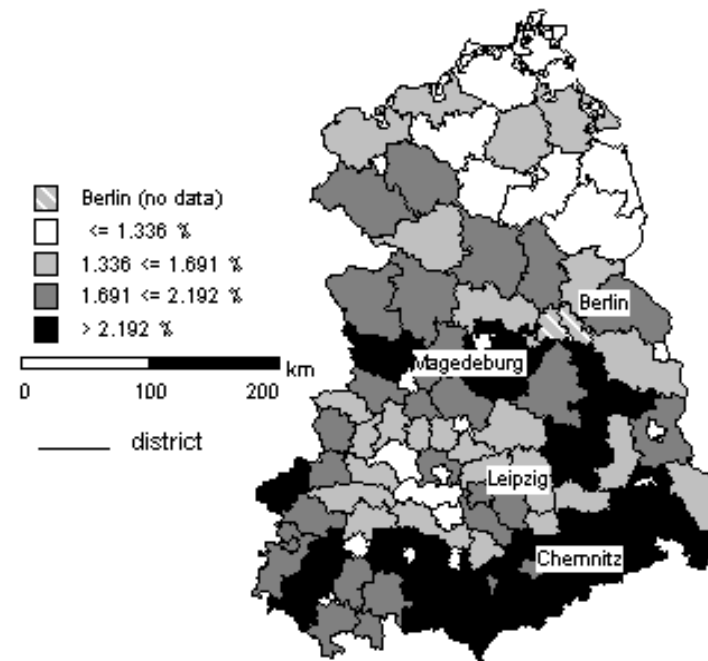 Berlin (no data)
<= 1.336 %
1.336 <= 1.691 %
1.691 <= 2.192 %
> 2.192 %
km
0 100 200
district
Berlin
Magedeburg
Leipzig
Chemnitz